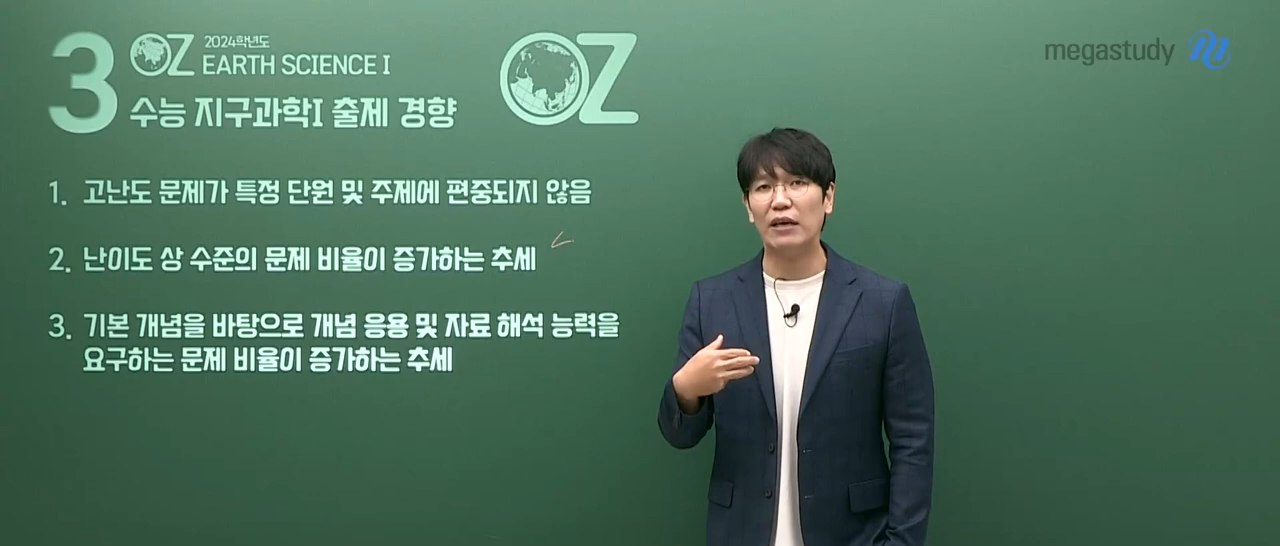 3
OZ
2024학년도
EARTH SCIENCE I
수능 지구과학I 출제 경향
OZ
megastudy
1. 고난도 문제가 특정 단원 및 주제에 편중되지 않음
2. 난이도 상 수준의 문제 비율이 증가하는 추세
3. 기본 개념을 바탕으로 개념 응용 및 자료 해석 능력을
요구하는 문제 비율이 증가하는 추세